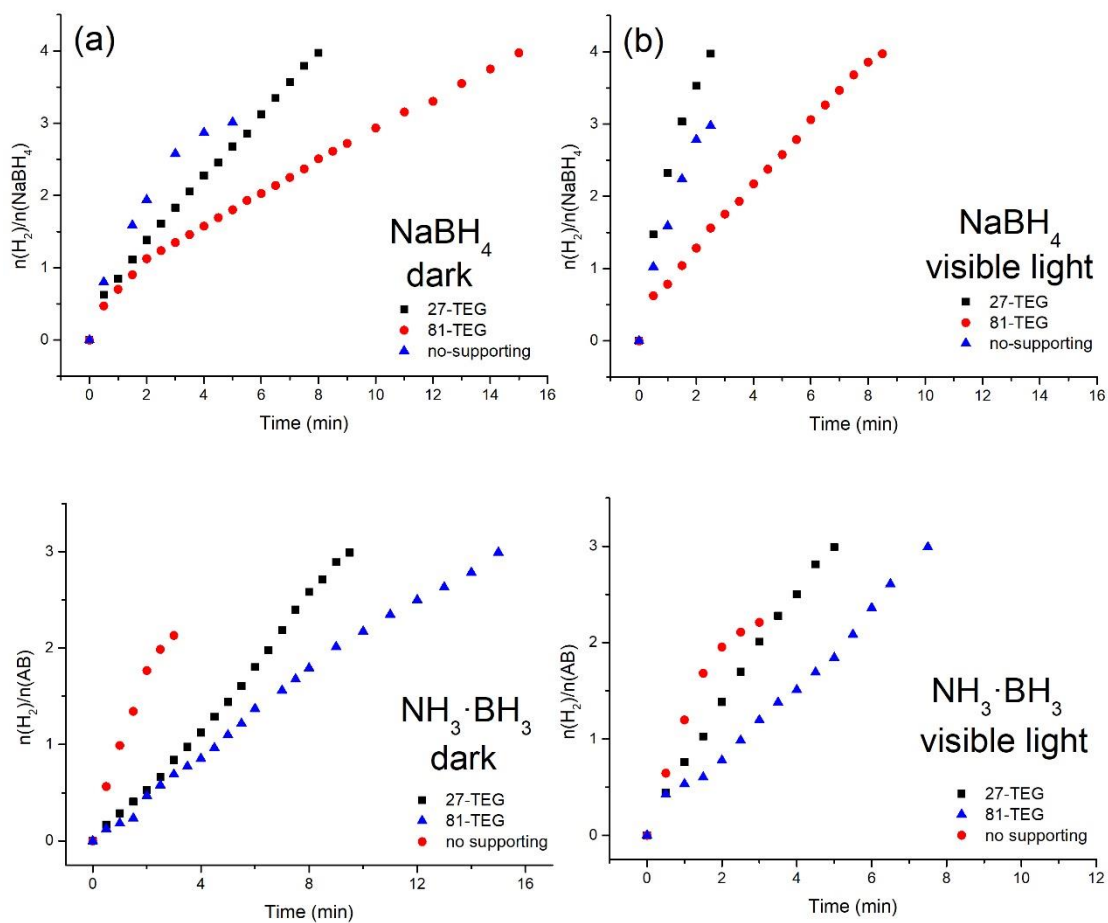 (a)
n(H₂)/n(NaBH₄)
4
3
2
1
0
NaBH₄
dark
27-TEG
81-TEG
no-supporting
0 2 4 6 8 10 12 14 16
Time (min)
(b)
n(H₂)/n(NaBH₄)
4
3
2
1
0
NaBH₄
visible light
27-TEG
81-TEG
no-supporting
0 2 4 6 8 10 12 14 16
Time (min)
n(H₂)/n(AB)
3
2
1
0
NH₃·BH₃
dark
27-TEG
81-TEG
no supporting
0 4 8 12 16
Time (min)
n(H₂)/n(AB)
3
2
1
0
NH₃·BH₃
visible light
27-TEG
81-TEG
no supporting
0 2 4 6 8 10 12
Time (min)